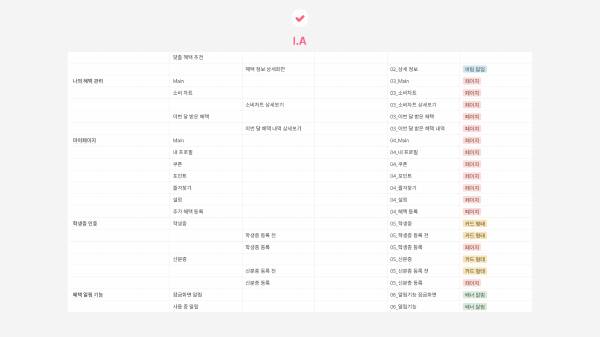 I.A
맞춤 혜택 추천
혜택 정보 상세화면 02_상세 정보 바텀 팝업
나의 혜택 관리 Main 03_Main 페이지
소비 차트 03_소비차트 페이지
소비차트 상세보기 03_소비차트 상세보기 페이지
이번 달 받은 혜택 03_이번 달 받은 혜택 페이지
이번 달 혜택 내역 상세보기 03_이번 달 받은 혜택 내역 페이지
마이페이지 Main 04_Main 페이지
내 프로필 04_내 프로필 페이지
쿠폰 04_쿠폰 페이지
포인트 04_포인트 페이지
즐겨찾기 04_즐겨찾기 페이지
설정 04_설정 페이지
추가 혜택 등록 04_혜택 등록 페이지
학생증 인증 학생증 05_학생증 카드 형태
학생증 등록 전 05_학생증 등록 전 카드 형태
학생증 등록 05_학생증 등록 페이지
신분증 05_신분증 카드 형태
신분증 등록 전 05_신분증 등록 전 카드 형태
신분증 등록 05_신분증 등록 페이지
혜택 알림 기능 잠금화면 알림 06_알림기능 잠금화면 배너 알림
사용 중 알림 06_알림기능 배너 알림